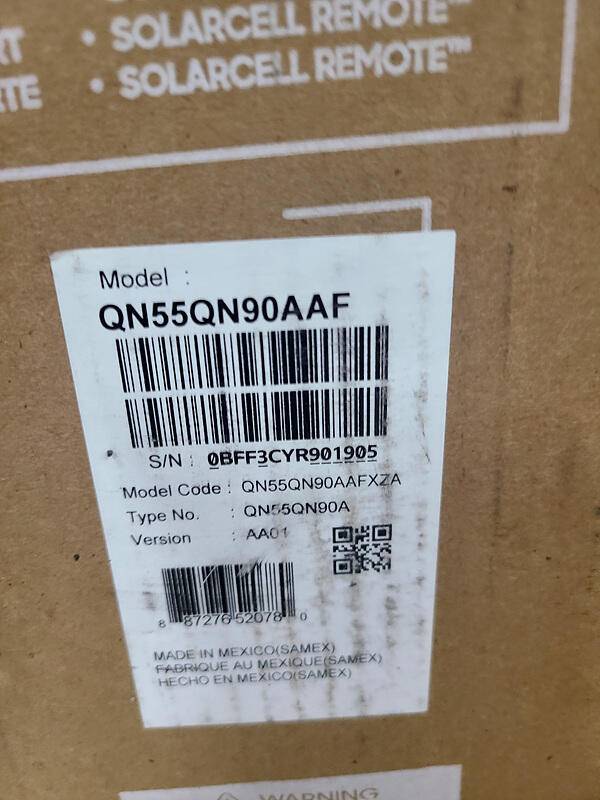 • SOLARCELL REMOTE™
• SOLARCELL REMOTE™
Model :
QN55QN90AAF
S/N : 0BFF3CYR901905
Model Code : QN55QN90AAFXZA
Type No. : QN55QN90A
Version : AA01
8 87276 52078 0
MADE IN MEXICO(SAMEX)
FABRIQUE AU MEXIQUE(SAMEX)
HECHO EN MEXICO(SAMEX)
WARNING